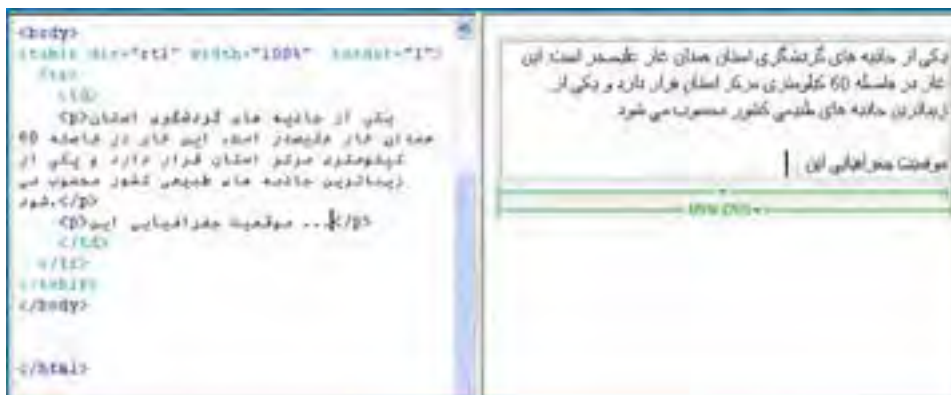 <body>
<table dir="rtl" width="100%" border="1">
<tr>
<td>
<p>یکی از جاذبه های گردشگری استان
همدان غار علیصدر است. این غار در فاصله 60
کیلومتری مرکز استان قرار دارد و یکی از
زیباترین جاذبه های طبیعی کشور محسوب می
شود.</p>
<p>موقعیت جغرافیایی این ...</p>
</td>
</tr>
</table>
</body>
</html>
یکی از جاذبه های گردشگری استان همدان غار علیصدر است. این
غار در فاصله 60 کیلومتری مرکز استان قرار دارد و یکی از
زیباترین جاذبه های طبیعی کشور محسوب می شود
موقعیت جغرافیایی این